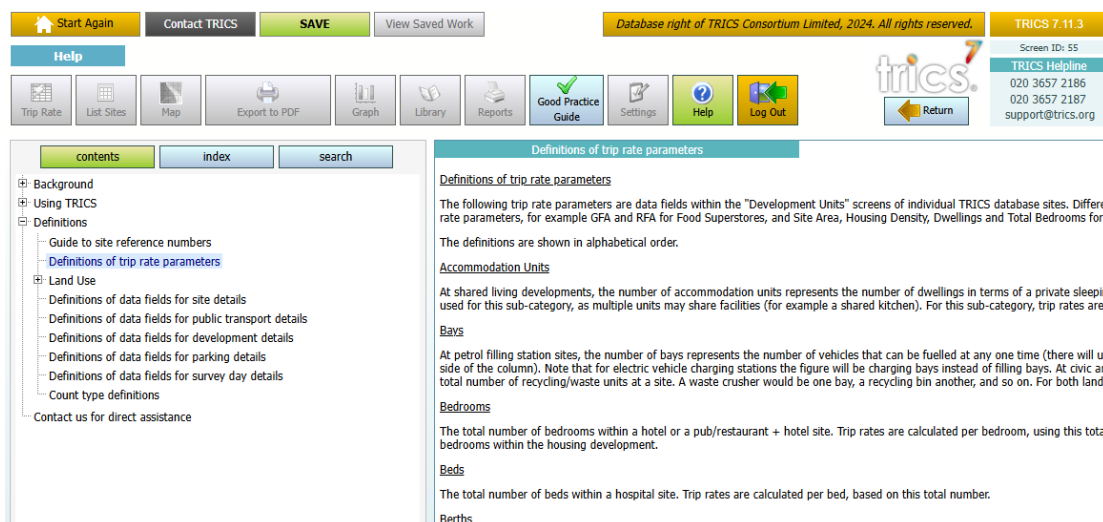 Start Again
Contact TRICS
SAVE
View Saved Work
Database right of TRICS Consortium Limited, 2024. All rights reserved.
TRICS 7.11.3
Help
Screen ID: 55
TRICS Helpline
020 3657 2186
020 3657 2187
support@trics.org
trics 7
Return
Trip Rate
List Sites
Map
Export to PDF
Graph
Library
Reports
Good Practice
Guide
Settings
Help
Log Out
contents
index
search
Background
Using TRICS
Definitions
Guide to site reference numbers
Definitions of trip rate parameters
Land Use
Definitions of data fields for site details
Definitions of data fields for public transport details
Definitions of data fields for development details
Definitions of data fields for parking details
Definitions of data fields for survey day details
Count type definitions
Contact us for direct assistance
Definitions of trip rate parameters
Definitions of trip rate parameters
The following trip rate parameters are data fields within the "Development Units" screens of individual TRICS database sites. Differe
rate parameters, for example GFA and RFA for Food Superstores, and Site Area, Housing Density, Dwellings and Total Bedrooms for
The definitions are shown in alphabetical order.
Accommodation Units
At shared living developments, the number of accommodation units represents the number of dwellings in terms of a private sleepi
used for this sub-category, as multiple units may share facilities (for example a shared kitchen). For this sub-category, trip rates are
Bays
At petrol filling station sites, the number of bays represents the number of vehicles that can be fuelled at any one time (there will u
side of the column). Note that for electric vehicle charging stations the figure will be charging bays instead of filling bays. At civic a
total number of recycling/waste units at a site. A waste crusher would be one bay, a recycling bin another, and so on. For both land
Bedrooms
The total number of bedrooms within a hotel or a pub/restaurant + hotel site. Trip rates are calculated per bedroom, using this tota
bedrooms within the housing development.
Beds
The total number of beds within a hospital site. Trip rates are calculated per bed, based on this total number.
Berths